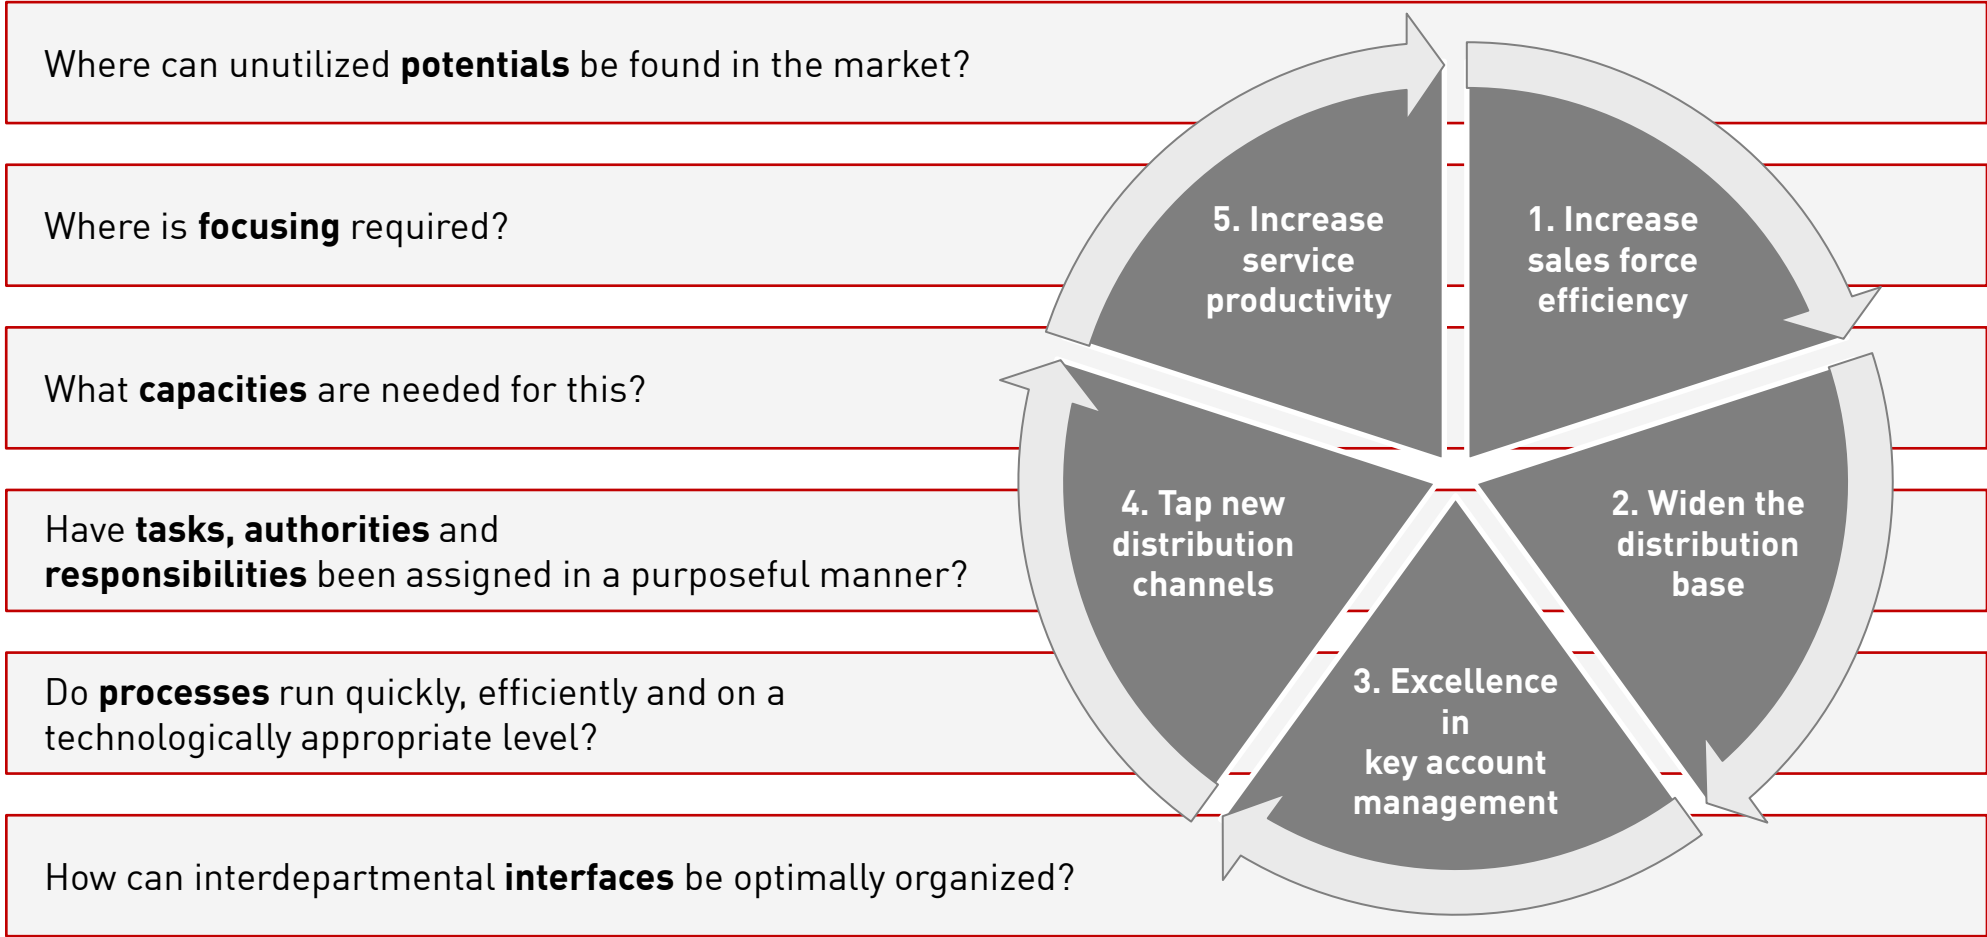 Where can unutilized potentials be found in the market?
Where is focusing required?
What capacities are needed for this?
Have tasks, authorities and
responsibilities been assigned in a purposeful manner?
Do processes run quickly, efficiently and on a
technologically appropriate level?
How can interdepartmental interfaces be optimally organized?
1. Increase
sales force
efficiency
2. Widen the
distribution
base
3. Excellence
in
key account
management
4. Tap new
distribution
channels
5. Increase
service
productivity